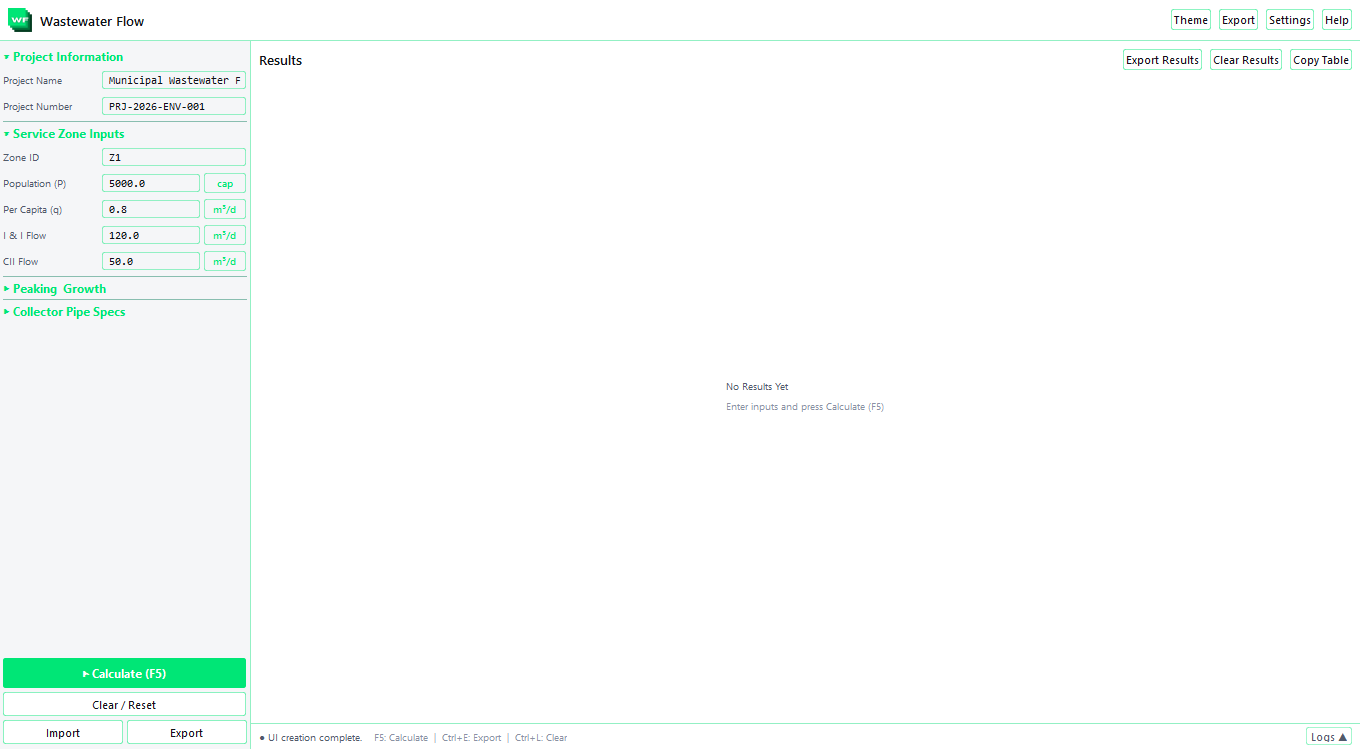 WF Wastewater Flow
Theme Export Settings Help
▾ Project Information
Project Name Municipal Wastewater F
Project Number PRJ-2026-ENV-001
▾ Service Zone Inputs
Zone ID Z1
Population (P) 5000.0 cap
Per Capita (q) 0.8 m³/d
I & I Flow 120.0 m³/d
CII Flow 50.0 m³/d
▸ Peaking  Growth
▸ Collector Pipe Specs
▸ Calculate (F5)
Clear / Reset
Import Export
Results
Export Results Clear Results Copy Table
No Results Yet
Enter inputs and press Calculate (F5)
● UI creation complete. F5: Calculate | Ctrl+E: Export | Ctrl+L: Clear
Logs ▲